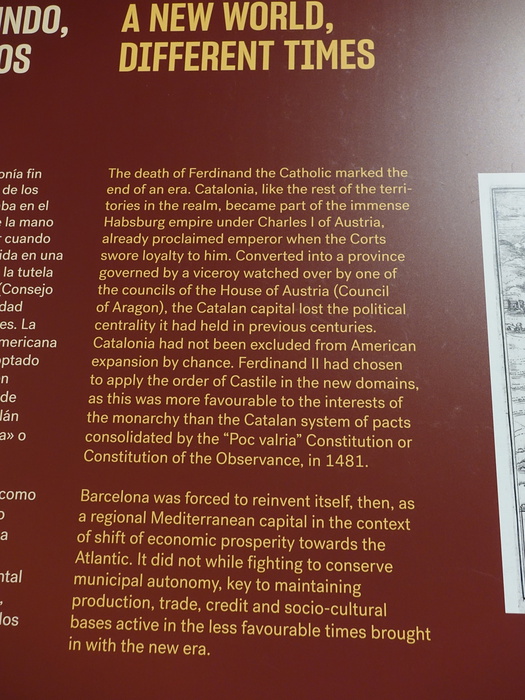 NDO,
OS
A NEW WORLD,
DIFFERENT TIMES
onía fin
de los
ba en el
la mano
cuando
ida en una
la tutela
(Consejo
dad
es. La
mericana
optado
n
de
lán
a» o
como
o
a
ntal
los
The death of Ferdinand the Catholic marked the
end of an era. Catalonia, like the rest of the terri-
tories in the realm, became part of the immense
Habsburg empire under Charles I of Austria,
already proclaimed emperor when the Corts
swore loyalty to him. Converted into a province
governed by a viceroy watched over by one of
the councils of the House of Austria (Council
of Aragon), the Catalan capital lost the political
centrality it had held in previous centuries.
Catalonia had not been excluded from American
expansion by chance. Ferdinand II had chosen
to apply the order of Castile in the new domains,
as this was more favourable to the interests of
the monarchy than the Catalan system of pacts
consolidated by the “Poc valria” Constitution or
Constitution of the Observance, in 1481.
Barcelona was forced to reinvent itself, then, as
a regional Mediterranean capital in the context
of shift of economic prosperity towards the
Atlantic. It did not while fighting to conserve
municipal autonomy, key to maintaining
production, trade, credit and socio-cultural
bases active in the less favourable times brought
in with the new era.